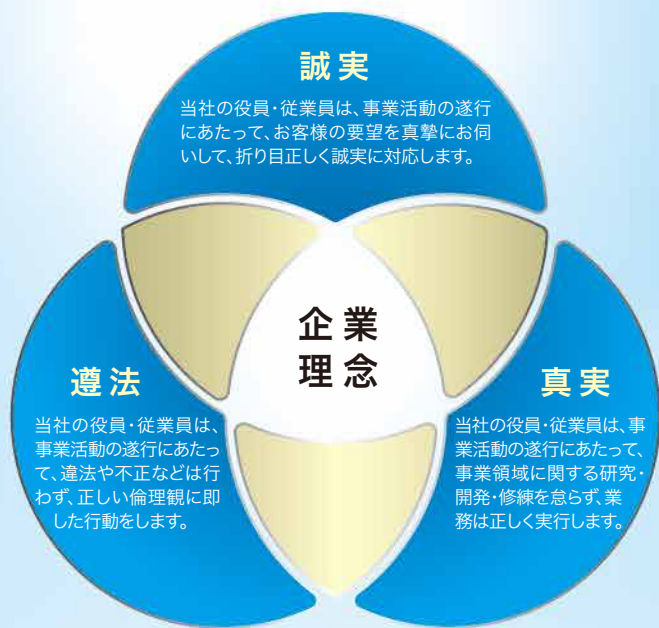 誠実
当社の役員・従業員は、事業活動の遂行
にあたって、お客様の要望を真摯にお伺
いして、折り目正しく誠実に対応します。
企業
理念
遵法
当社の役員・従業員は、
事業活動の遂行にあたっ
て、違法や不正などは行
わず、正しい倫理観に即
した行動をします。
真実
当社の役員・従業員は、事
業活動の遂行にあたって、
事業領域に関する研究・
開発・修練を怠らず、業
務は正しく実行します。